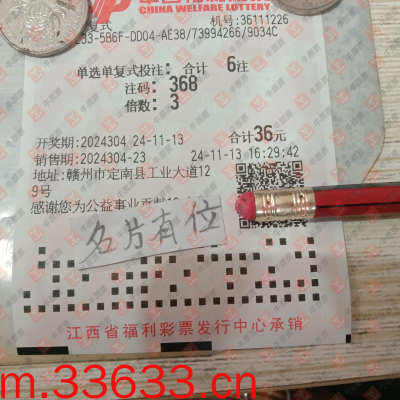 CHINA WELFARE LOTTERY
机号:36111226
586F-DD04-AE38/73994266/9034C
单选单复式投注: 合计 6注
注码: 368
倍数: 3
开奖期:2024304 24-11-13 合计36元
销售期:2024304-23 24-11-13 16:29:42
地址:赣州市定南县工业大道12
9号
感谢您为公益事业贡献
名片有位
江西省福利彩票发行中心承销
m.33633.cn